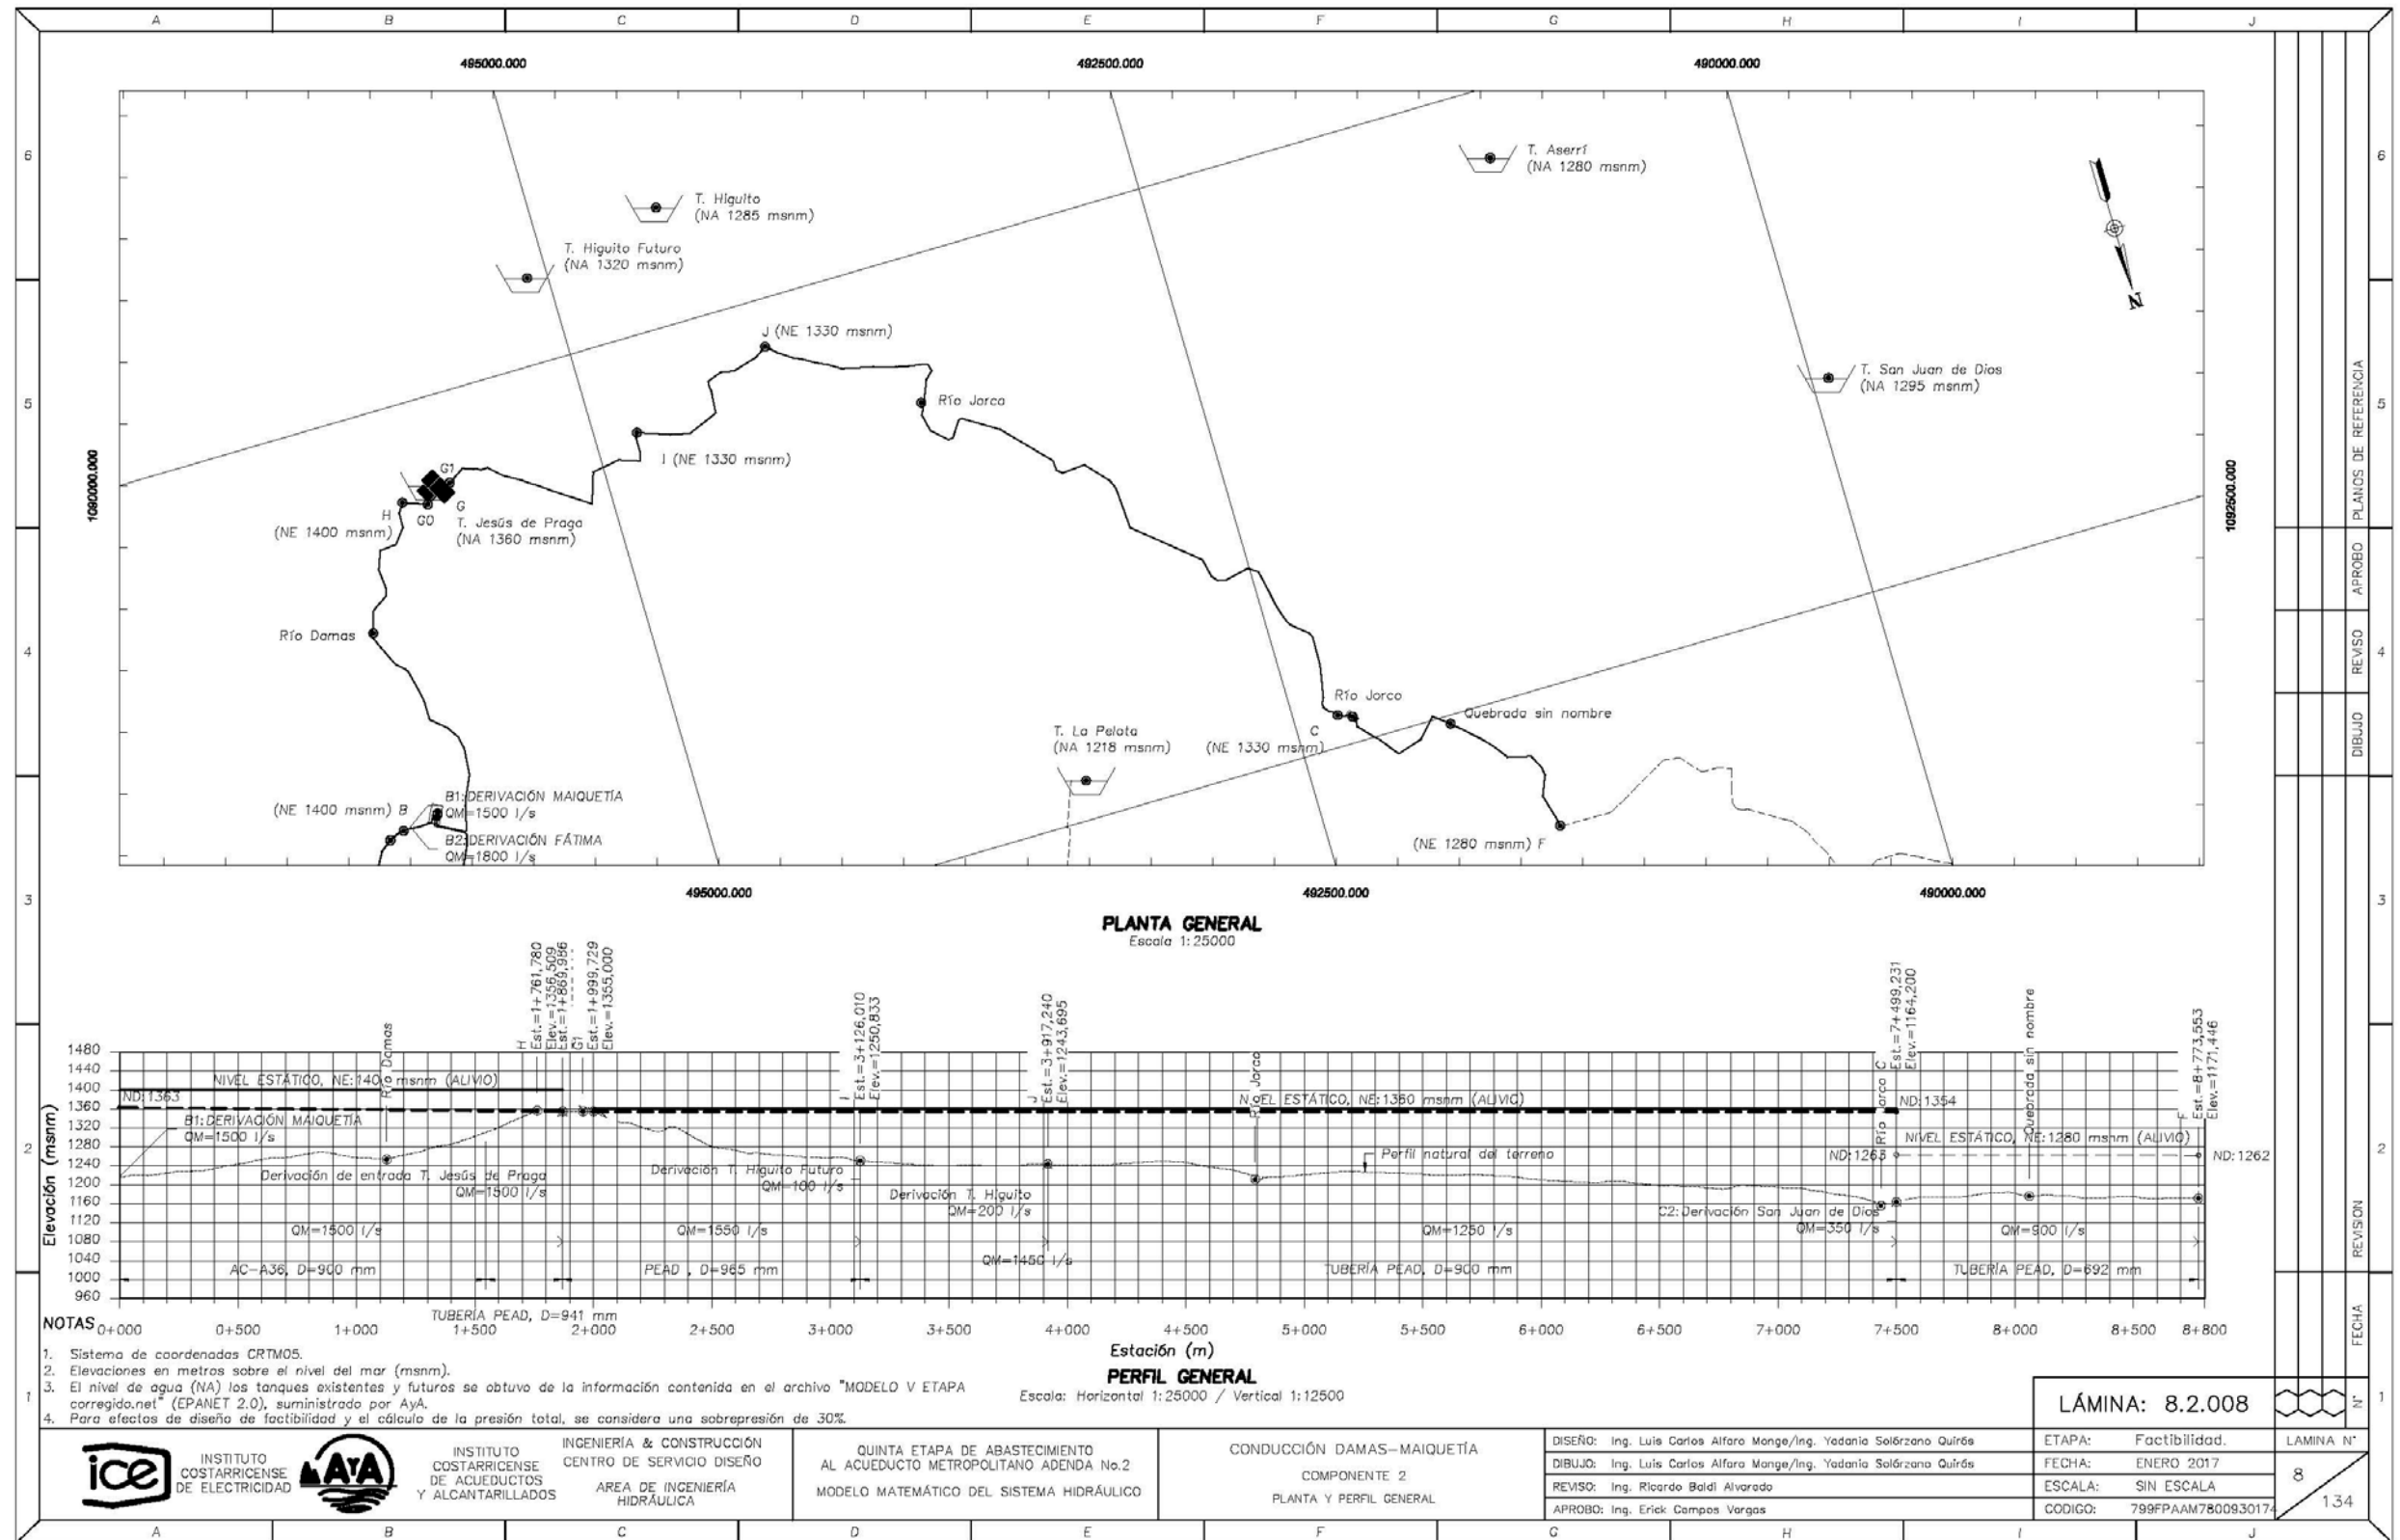 A B C D E F G H I J
495000.000 492500.000 490000.000
6 6
T. Aserrí
(NA 1280 msnm)
T. Higuito
(NA 1285 msnm)
T. Higuito Futuro
(NA 1320 msnm)
N
J (NE 1330 msnm)
T. San Juan de Dios
(NA 1295 msnm)
5 5
Río Jorco
I (NE 1330 msnm)
1090000.000
1092500.000
G1
G
H
G0
T. Jesús de Praga
(NA 1360 msnm)
(NE 1400 msnm)
Río Damas
4 4
Río Jorco
Quebrada sin nombre
C
(NE 1330 msnm)
T. La Pelota
(NA 1218 msnm)
B1:DERIVACIÓN MAIQUETÍA
QM=1500 l/s
(NE 1400 msnm) B
B2:DERIVACIÓN FÁTIMA
QM=1800 l/s
(NE 1280 msnm) F
495000.000 492500.000 490000.000
3 3
PLANTA GENERAL
Escala 1:25000
Río Damas
H
Est.=1+761,780
Elev.=1356,509
Est.=1+869,986
G1
Est.=1+999,729
Elev.=1355,000
I
Est.=3+126,010
Elev.=1250,833
J
Est.=3+917,240
Elev.=1243,695
Río Jorco
Río Jorco C
Est.=7+499,231
Elev.=1164,200
Quebrada sin nombre
F
Est.=8+773,553
Elev.=1171,446
Elevación (msnm)
1480
1440
1400
1360
1320
1280
1240
1200
1160
1120
1080
1040
1000
960
2 2
NIVEL ESTÁTICO, NE:1400 msnm (ALIVIO)
ND:1363
NIVEL ESTÁTICO, NE:1360 msnm (ALIVIO)
ND:1354
B1:DERIVACIÓN MAIQUETÍA
QM=1500 l/s
NIVEL ESTÁTICO, NE:1280 msnm (ALIVIO)
ND:1263
ND:1262
Perfil natural del terreno
Derivación de entrada T. Jesús de Praga
QM=1500 l/s
Derivación T. Higuito Futuro
QM=100 l/s
Derivación T. Higuito
QM=200 l/s
C2:Derivación San Juan de Dios
QM=350 l/s
QM=1500 l/s
QM=1550 l/s
QM=1450 l/s
QM=1250 l/s
QM=900 l/s
AC-A36, D=900 mm
PEAD , D=965 mm
TUBERÍA PEAD, D=900 mm
TUBERÍA PEAD, D=692 mm
TUBERÍA PEAD, D=941 mm
0+000 0+500 1+000 1+500 2+000 2+500 3+000 3+500 4+000 4+500 5+000 5+500 6+000 6+500 7+000 7+500 8+000 8+500 8+800
Estación (m)
PERFIL GENERAL
Escala: Horizontal 1:25000 / Vertical 1:12500
NOTAS
1. Sistema de coordenadas CRTM05.
2. Elevaciones en metros sobre el nivel del mar (msnm).
3. El nivel de agua (NA) los tanques existentes y futuros se obtuvo de la información contenida en el archivo "MODELO V ETAPA
corregido.net" (EPANET 2.0), suministrado por AyA.
4. Para efectos de diseño de factibilidad y el cálculo de la presión total, se considera una sobrepresión de 30%.
1 1
PLANOS DE REFERENCIA
APROBO
REVISO
DIBUJO
REVISION
FECHA
N°
LÁMINA: 8.2.008
ice
INSTITUTO
COSTARRICENSE
DE ELECTRICIDAD
AyA
INSTITUTO
COSTARRICENSE
DE ACUEDUCTOS
Y ALCANTARILLADOS
INGENIERÍA & CONSTRUCCIÓN
CENTRO DE SERVICIO DISEÑO
AREA DE INGENIERÍA
HIDRÁULICA
QUINTA ETAPA DE ABASTECIMIENTO
AL ACUEDUCTO METROPOLITANO ADENDA No.2
MODELO MATEMÁTICO DEL SISTEMA HIDRÁULICO
CONDUCCIÓN DAMAS-MAIQUETÍA
COMPONENTE 2
PLANTA Y PERFIL GENERAL
DISEÑO: Ing. Luis Carlos Alfaro Monge/Ing. Yadania Solórzano Quirós
DIBUJO: Ing. Luis Carlos Alfaro Monge/Ing. Yadania Solórzano Quirós
REVISO: Ing. Ricardo Baldi Alvarado
APROBO: Ing. Erick Campos Vargas
ETAPA: Factibilidad.
FECHA: ENERO 2017
ESCALA: SIN ESCALA
CODIGO: 799FPAAM7800930174
LAMINA N°
8
134
A B C D E F G H I J